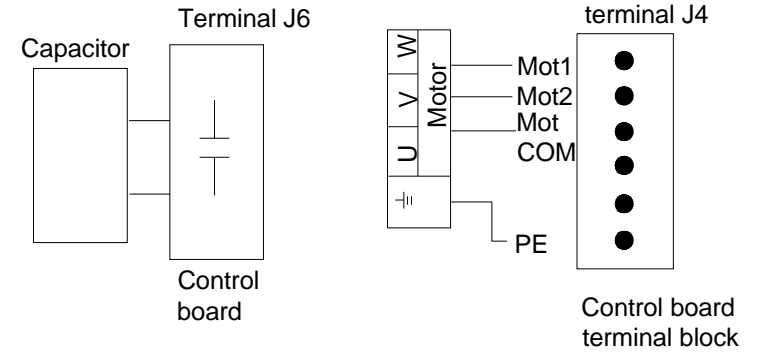 Terminal J6
Capacitor
Control
board
terminal J4
W
V
U
Motor
Mot1
Mot2
Mot
COM
PE
Control board
terminal block